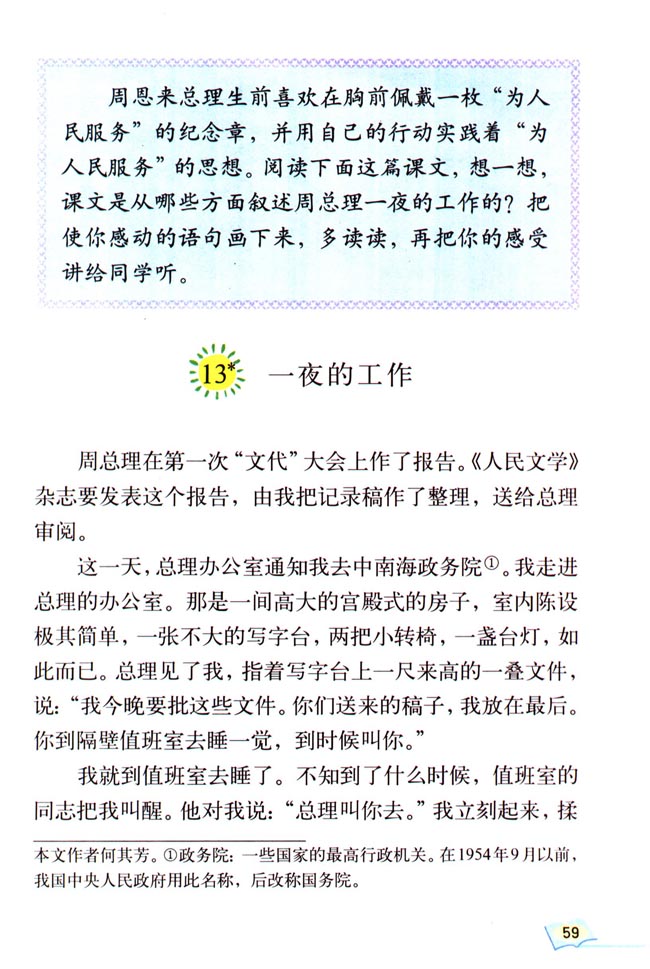 周恩来总理生前喜欢在胸前佩戴一枚“为人
民服务”的纪念章，并用自己的行动实践着“为
人民服务”的思想。阅读下面这篇课文，想一想，
课文是从哪些方面叙述周总理一夜的工作的？把
使你感动的语句画下来，多读读，再把你的感受
讲给同学听。
13* 一夜的工作
周总理在第一次“文代”大会上作了报告。《人民文学》
杂志要发表这个报告，由我把记录稿作了整理，送给总理
审阅。
这一天，总理办公室通知我去中南海政务院①。我走进
总理的办公室。那是一间高大的宫殿式的房子，室内陈设
极其简单，一张不大的写字台，两把小转椅，一盏台灯，如
此而已。总理见了我，指着写字台上一尺来高的一叠文件，
说：“我今晚要批这些文件。你们送来的稿子，我放在最后。
你到隔壁值班室去睡一觉，到时候叫你。”
我就到值班室去睡了。不知到了什么时候，值班室的
同志把我叫醒。他对我说：“总理叫你去。”我立刻起来，揉
本文作者何其芳。①政务院：一些国家的最高行政机关。在1954年9月以前，
我国中央人民政府用此名称，后改称国务院。
59